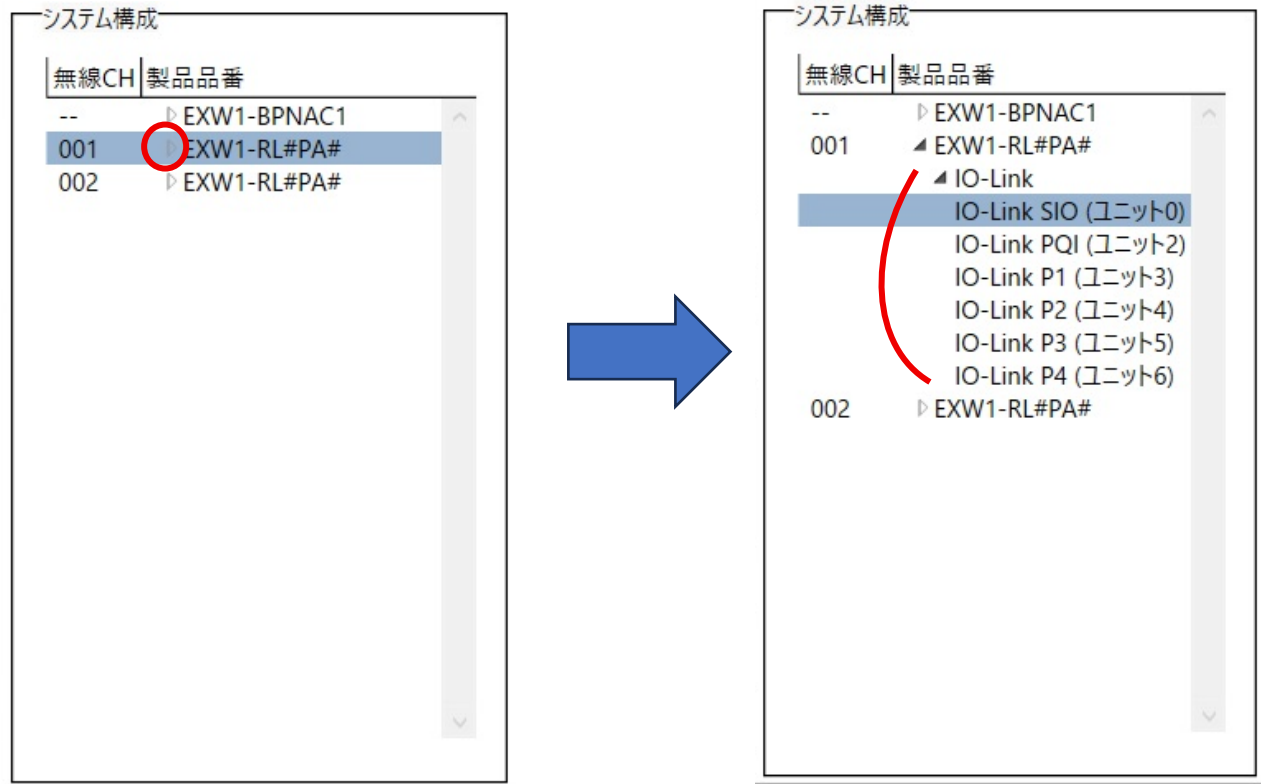 システム構成
無線CH 製品品番
-- EXW1-BPNAC1
001 EXW1-RL#PA#
002 EXW1-RL#PA#
システム構成
無線CH 製品品番
-- EXW1-BPNAC1
001 EXW1-RL#PA#
IO-Link
IO-Link SIO (ユニット0)
IO-Link PQI (ユニット2)
IO-Link P1 (ユニット3)
IO-Link P2 (ユニット4)
IO-Link P3 (ユニット5)
IO-Link P4 (ユニット6)
002 EXW1-RL#PA#